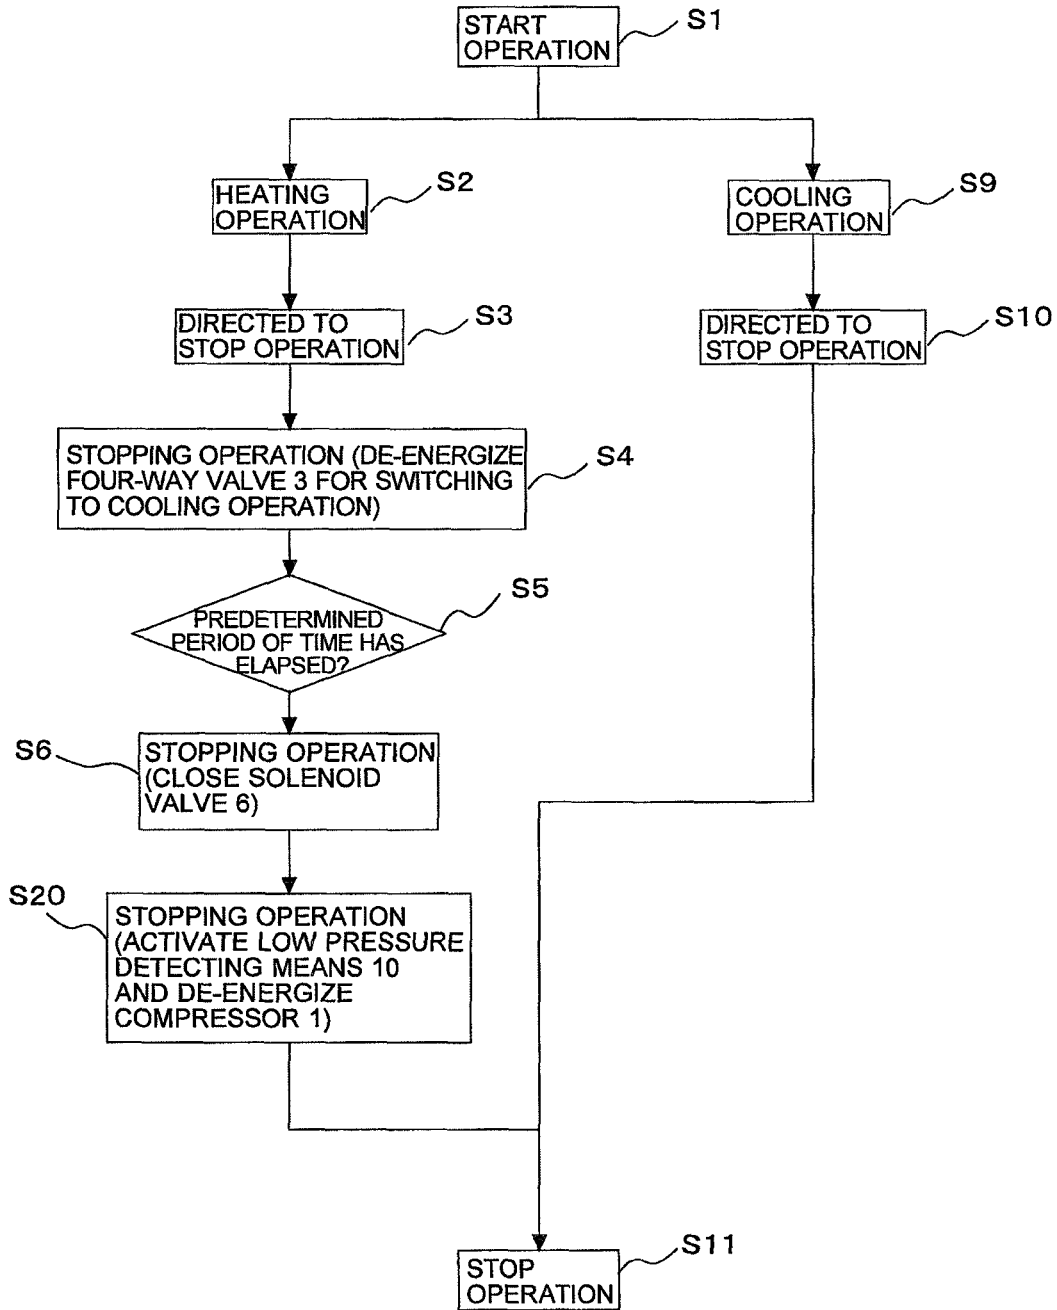 START
OPERATION
S1
HEATING
OPERATION
S2
COOLING
OPERATION
S9
DIRECTED TO
STOP OPERATION
S3
DIRECTED TO
STOP OPERATION
S10
STOPPING OPERATION (DE-ENERGIZE
FOUR-WAY VALVE 3 FOR SWITCHING
TO COOLING OPERATION)
S4
PREDETERMINED
PERIOD OF TIME HAS
ELAPSED?
S5
S6
STOPPING OPERATION
(CLOSE SOLENOID
VALVE 6)
S20
STOPPING OPERATION
(ACTIVATE LOW PRESSURE
DETECTING MEANS 10
AND DE-ENERGIZE
COMPRESSOR 1)
STOP
OPERATION
S11